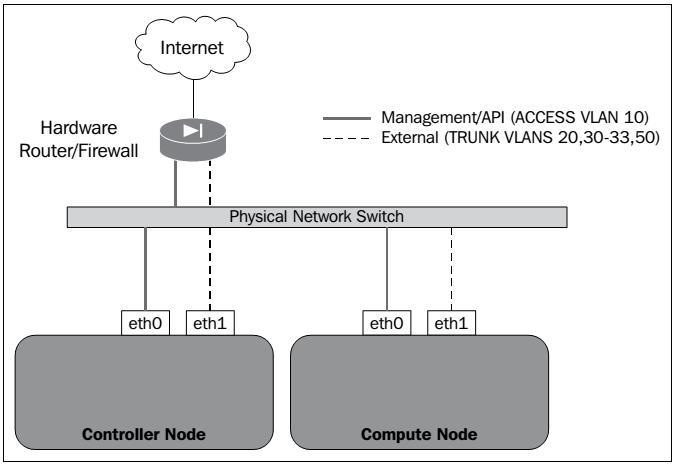 Internet
Hardware
Router/Firewall
Management/API (ACCESS VLAN 10)
External (TRUNK VLANS 20,30-33,50)
Physical Network Switch
eth0
eth1
eth0
eth1
Controller Node
Compute Node